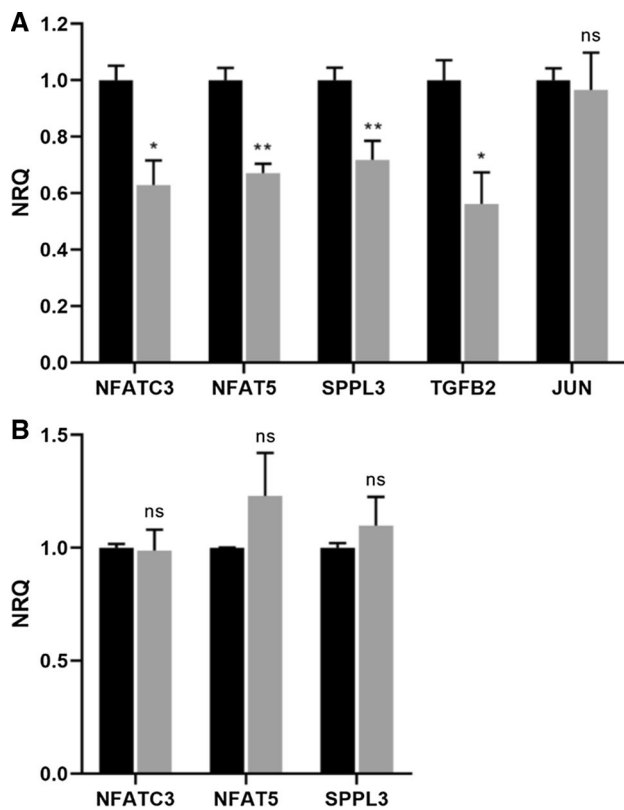 A
1.2
ns
1.0
**
*
**
0.8
*
NRQ
0.6
0.4
0.2
0.0
NFATC3 NFAT5 SPPL3 TGFB2 JUN
B
1.5
ns
ns
ns
1.0
NRQ
0.5
0.0
NFATC3 NFAT5 SPPL3